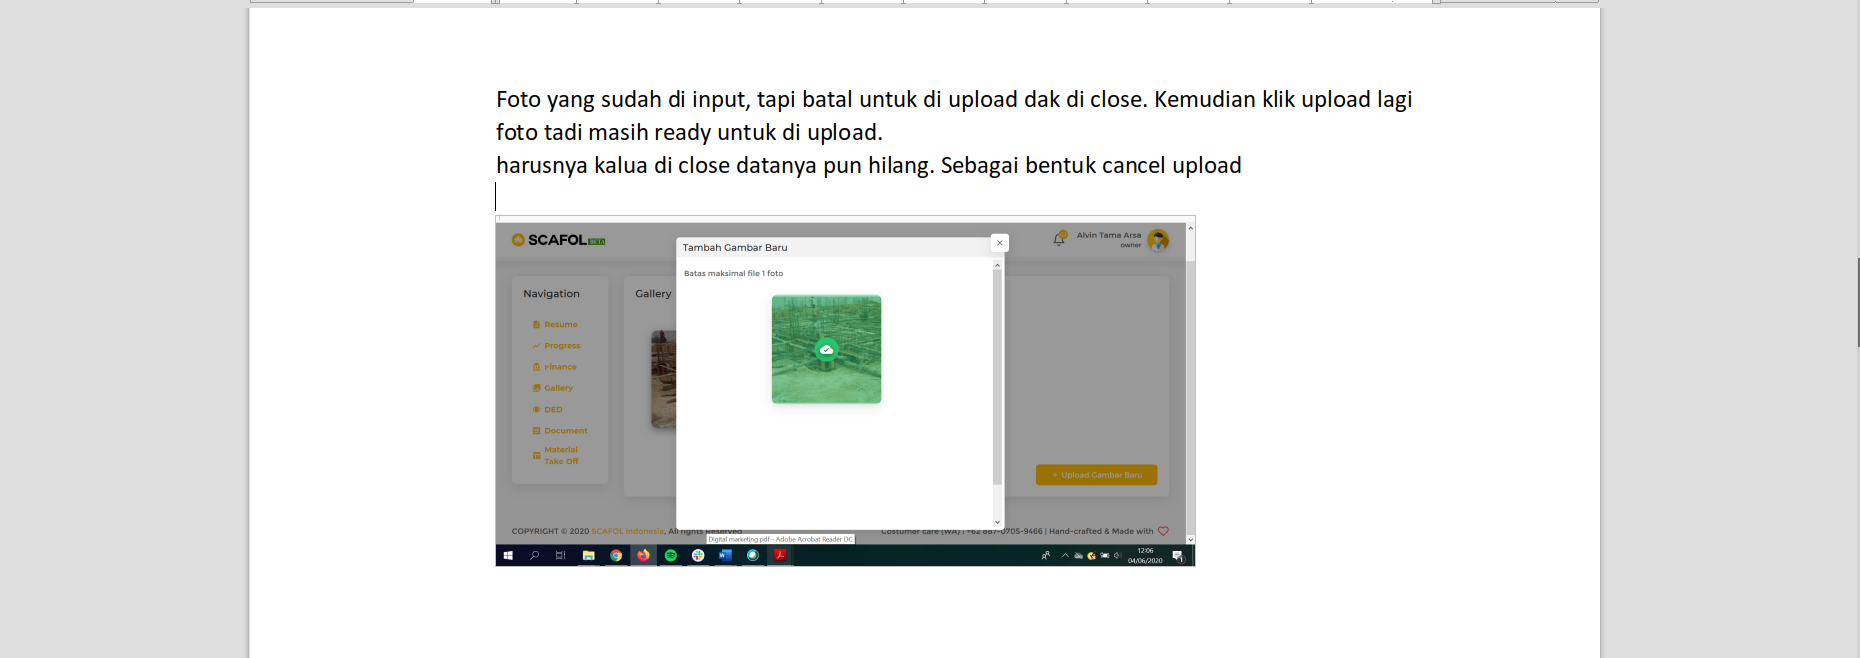 Foto yang sudah di input, tapi batal untuk di upload dak di close. Kemudian klik upload lagi
foto tadi masih ready untuk di upload.
harusnya kalua di close datanya pun hilang. Sebagai bentuk cancel upload
SCAFOL BETA
Alvin Tama Arsa
owner
Tambah Gambar Baru
Batas maksimal file 1 foto
Navigation
Resume
Progress
Finance
Gallery
DED
Document
Material
Take Off
Gallery
+ Upload Gambar Baru
COPYRIGHT © 2020 SCAFOL Indonesia, All rights Reserved
Costumer care (WA) : +62 887-0705-9466 | Hand-crafted & Made with
Digital marketing.pdf - Adobe Acrobat Reader DC
12:06
04/06/2020